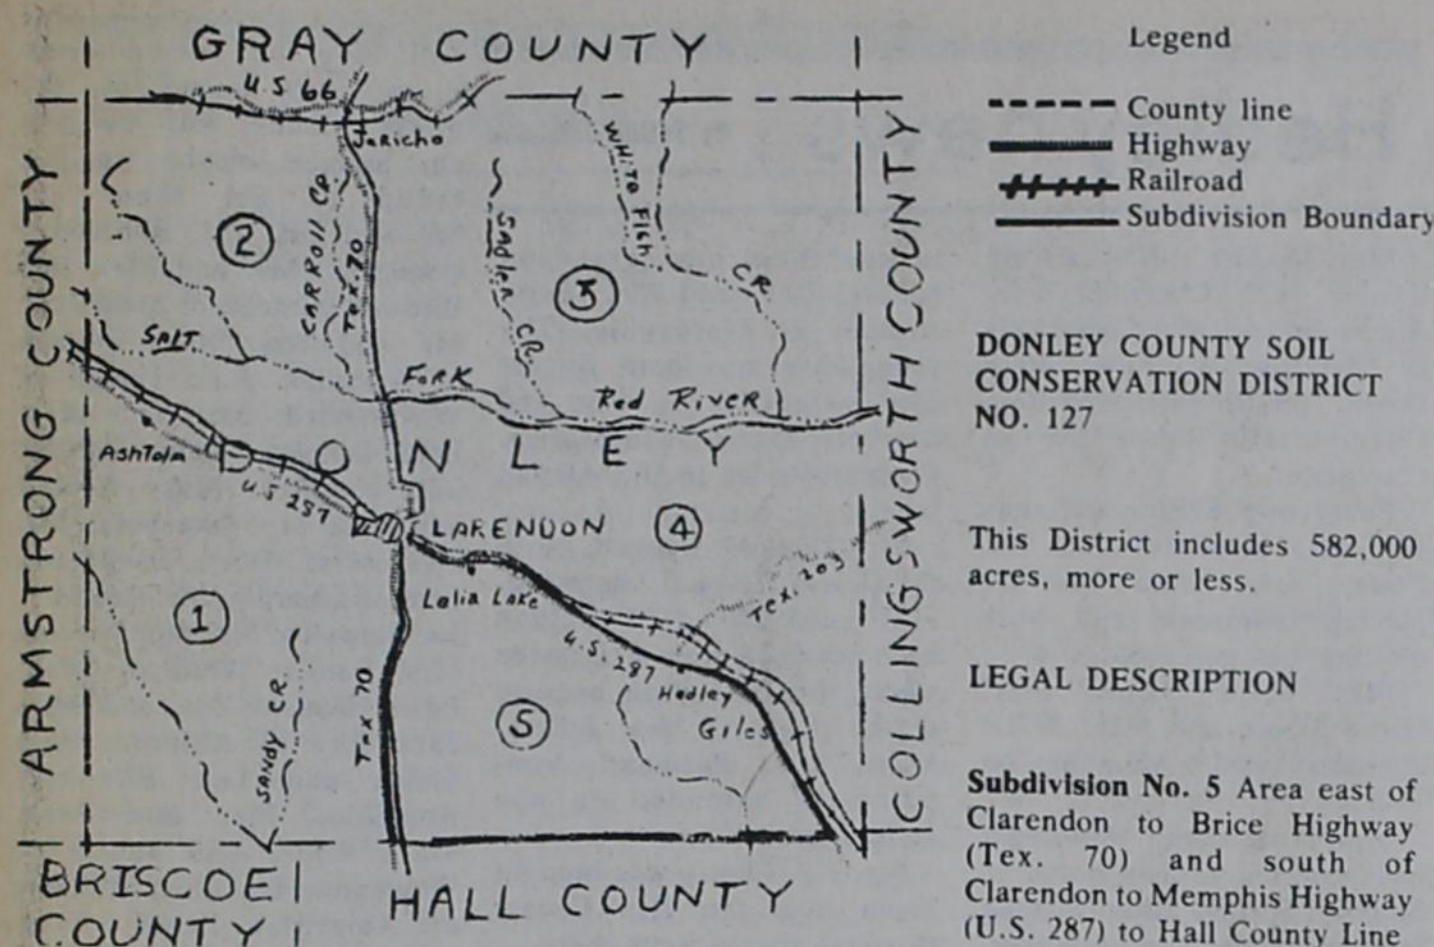 GRAY COUNTY
U.S 66
Jericho
ARMSTRONG COUNTY
COLLINGSWORTH COUNTY
WHITE FISH
CR.
CARROLL CR.
Tex. 70
SADLER CR.
2
3
SALT
FORK
Red RIVER
Ashtola
DONLEY
U.S 287
CLARENDON
4
Lalia Lake
Tex. 203
1
U.S. 287
Hedley
Giles
Tex 70
5
SANDY CR.
BRISCOE
COUNTY
HALL COUNTY
Legend
County line
Highway
Railroad
Subdivision Boundary
DONLEY COUNTY SOIL
CONSERVATION DISTRICT
NO. 127
This District includes 582,000
acres, more or less.
LEGAL DESCRIPTION
Subdivision No. 5 Area east of
Clarendon to Brice Highway
(Tex. 70) and south of
Clarendon to Memphis Highway
(U.S. 287) to Hall County Line